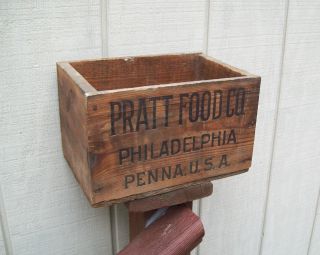 PRATT FOOD CO.
PHILADELPHIA
PENNA. U.S.A.